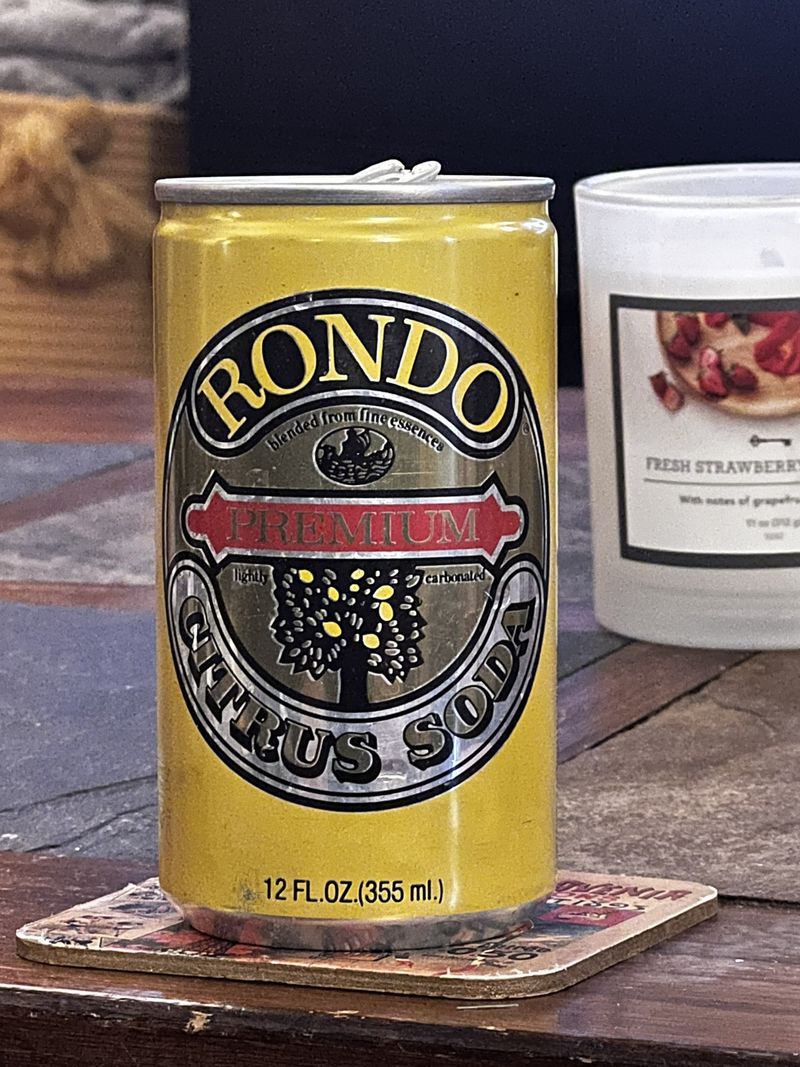 RONDO
blended from fine essences
PREMIUM
lightly carbonated
CITRUS SODA
12 FL.OZ.(355 ml.)
FRESH STRAWBERRY
With notes of